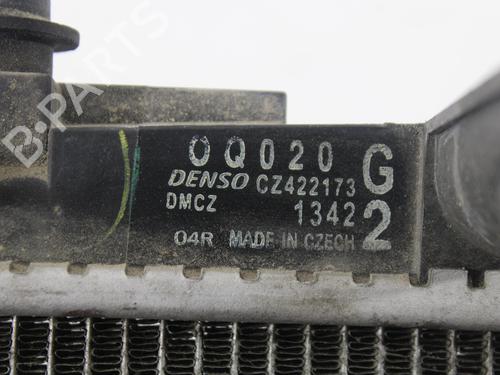 0Q020 G
DENSO CZ422173
DMCZ 1342 2
04R MADE IN CZECH
B-PARTS